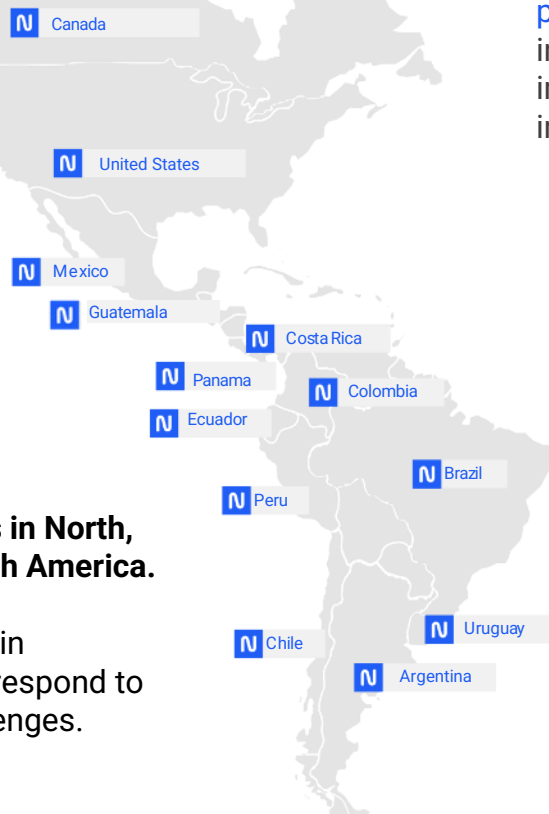 Canada
United States
Mexico
Guatemala
Costa Rica
Panama
Colombia
Ecuador
Brazil
Peru
in North,
America.
Uruguay
in
Chile
respond to
Argentina